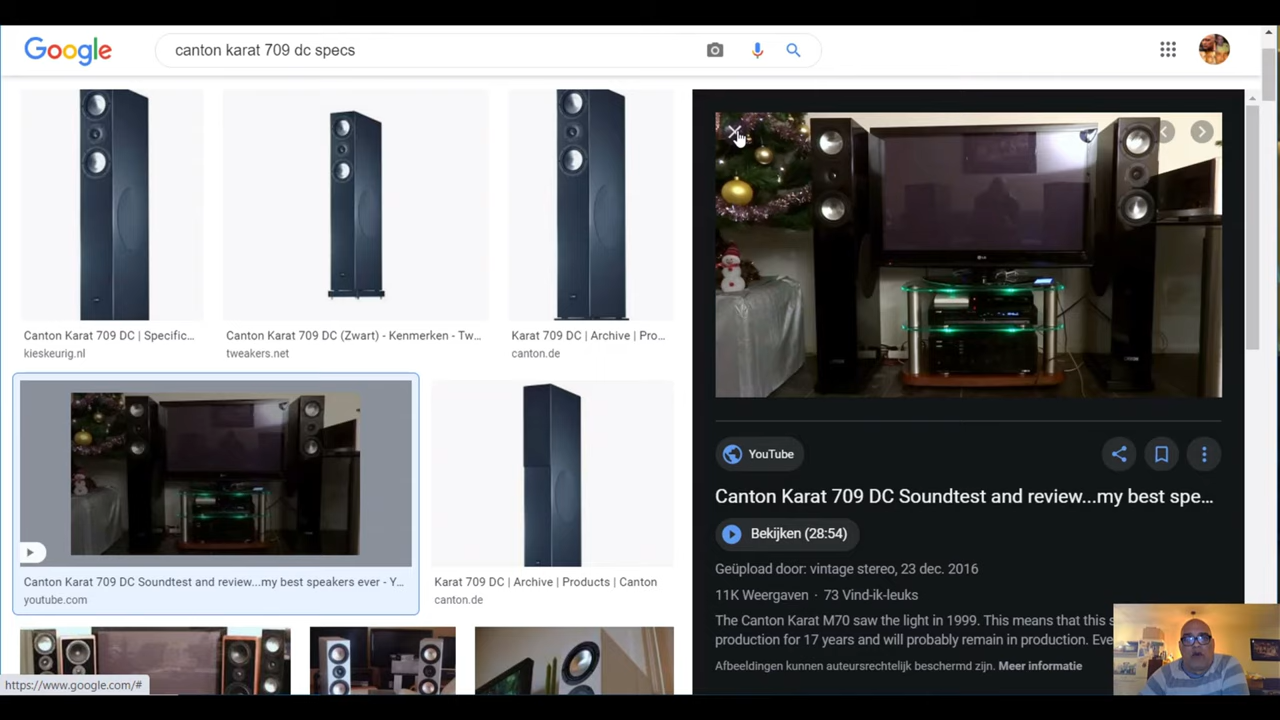 Google
canton karat 709 dc specs
Canton Karat 709 DC | Specific...
kieskeurig.nl
Canton Karat 709 DC (Zwart) - Kenmerken - Tw...
tweakers.net
Karat 709 DC | Archive | Pro...
canton.de
Canton Karat 709 DC Soundtest and review...my best speakers ever - Y...
youtube.com
Karat 709 DC | Archive | Products | Canton
canton.de
YouTube
Canton Karat 709 DC Soundtest and review...my best spe...
Bekijken (28:54)
Geüpload door: vintage stereo, 23 dec. 2016
11K Weergaven · 73 Vind-ik-leuks
The Canton Karat M70 saw the light in 1999. This means that this s
production for 17 years and will probably remain in production. Eve
Afbeeldingen kunnen auteursrechtelijk beschermd zijn. Meer informatie
https://www.google.com/#